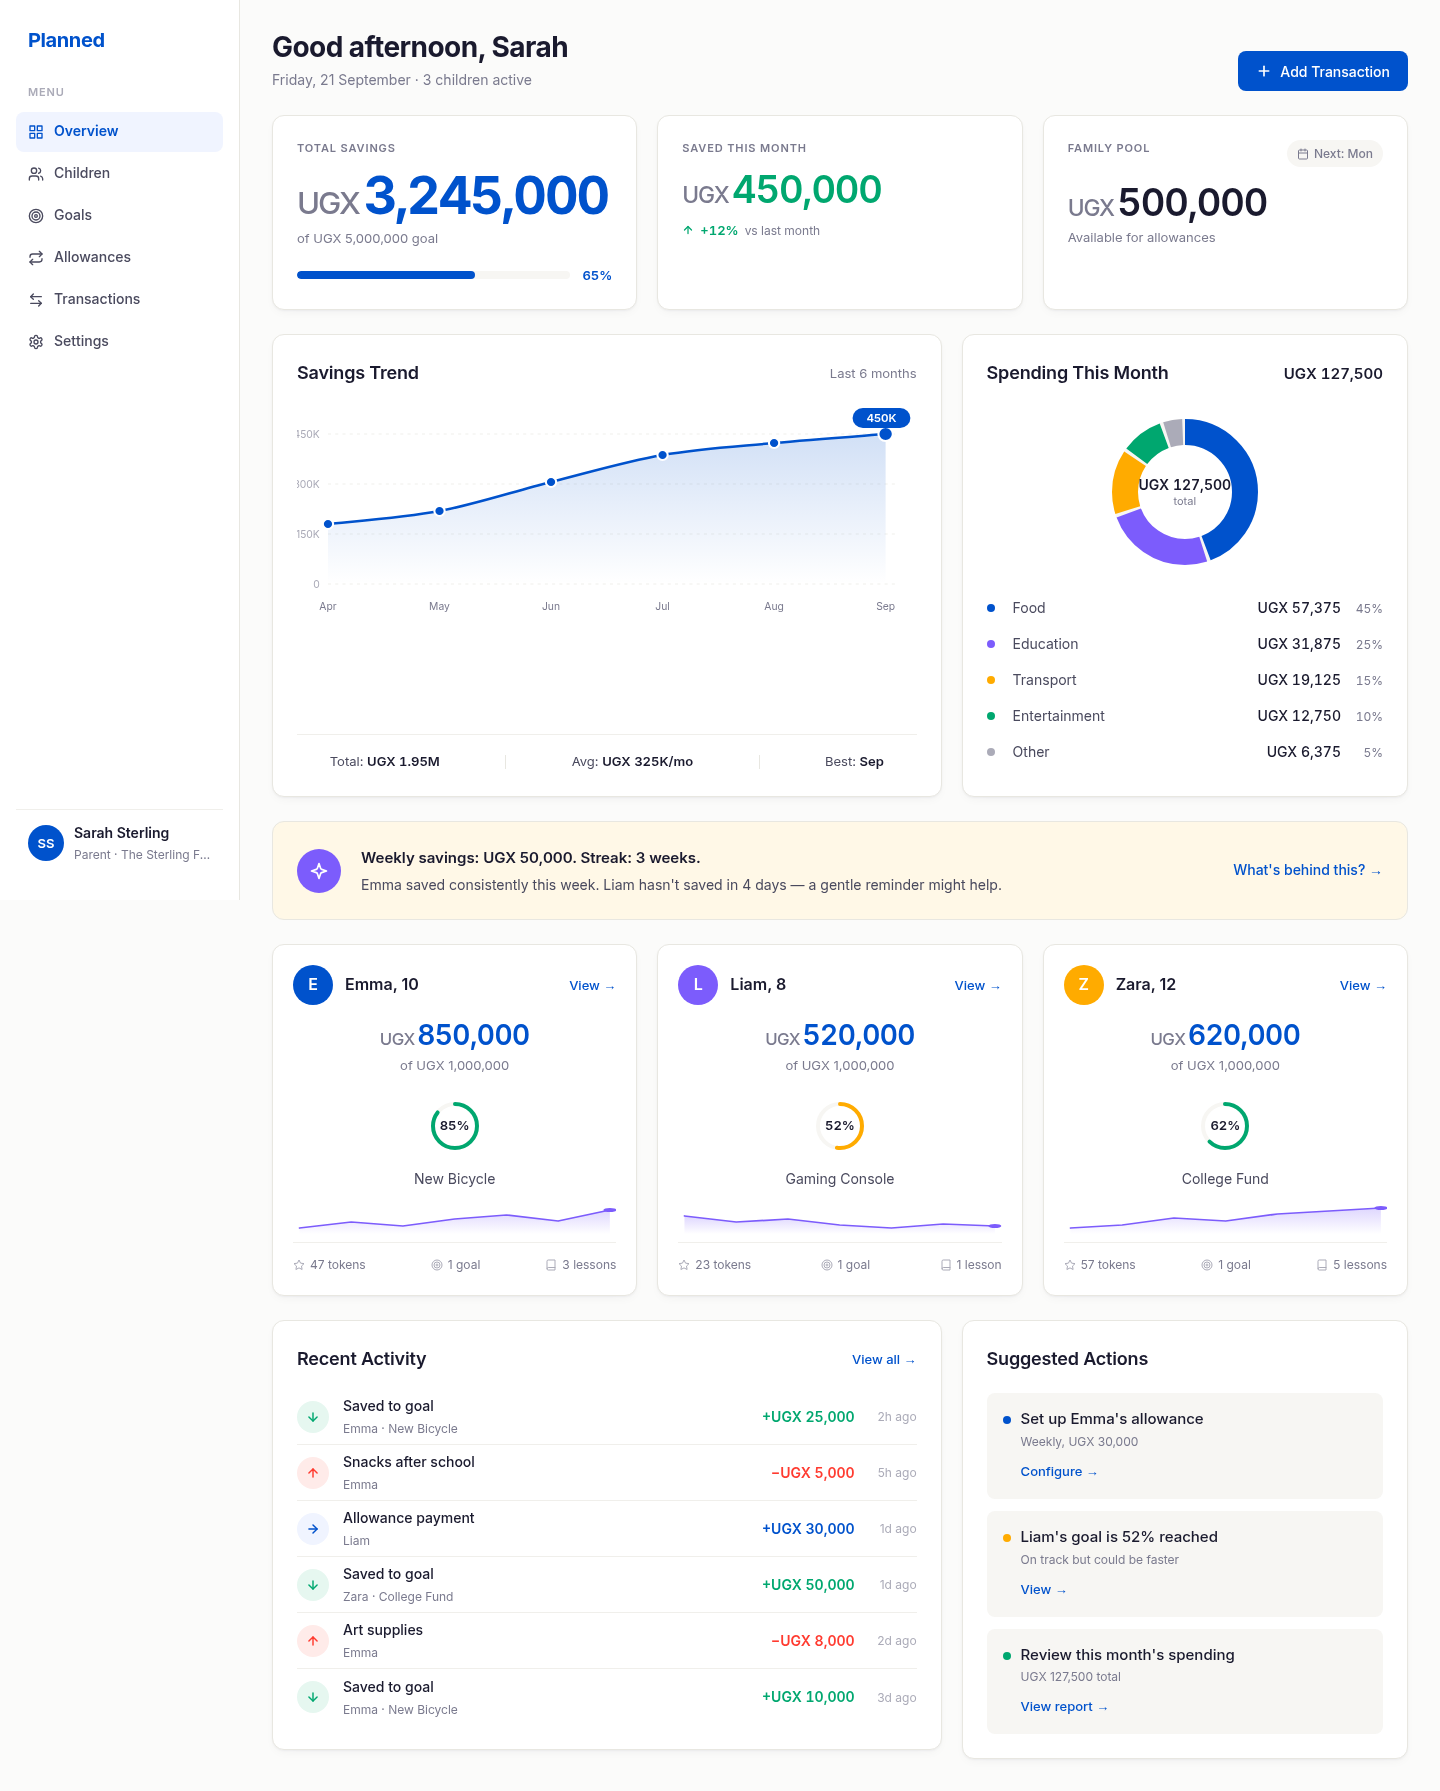 Planned
MENU
Overview
Children
Goals
Allowances
Transactions
Settings
SS
Sarah Sterling
Parent · The Sterling F...
Good afternoon, Sarah
Friday, 21 September · 3 children active
Add Transaction
TOTAL SAVINGS
UGX 3,245,000
of UGX 5,000,000 goal
65%
SAVED THIS MONTH
UGX 450,000
+12% vs last month
FAMILY POOL
Next: Mon
UGX 500,000
Available for allowances
Savings Trend
Last 6 months
450K
450K
300K
150K
0
Apr May Jun Jul Aug Sep
Total: UGX 1.95M
Avg: UGX 325K/mo
Best: Sep
Spending This Month
UGX 127,500
UGX 127,500
total
Food UGX 57,375 45%
Education UGX 31,875 25%
Transport UGX 19,125 15%
Entertainment UGX 12,750 10%
Other UGX 6,375 5%
Weekly savings: UGX 50,000. Streak: 3 weeks.
Emma saved consistently this week. Liam hasn't saved in 4 days — a gentle reminder might help.
What's behind this? →
E
Emma, 10
View →
UGX 850,000
of UGX 1,000,000
85%
New Bicycle
47 tokens
1 goal
3 lessons
L
Liam, 8
View →
UGX 520,000
of UGX 1,000,000
52%
Gaming Console
23 tokens
1 goal
1 lesson
Z
Zara, 12
View →
UGX 620,000
of UGX 1,000,000
62%
College Fund
57 tokens
1 goal
5 lessons
Recent Activity
View all →
Saved to goal
Emma · New Bicycle
+UGX 25,000
2h ago
Snacks after school
Emma
−UGX 5,000
5h ago
Allowance payment
Liam
+UGX 30,000
1d ago
Saved to goal
Zara · College Fund
+UGX 50,000
1d ago
Art supplies
Emma
−UGX 8,000
2d ago
Saved to goal
Emma · New Bicycle
+UGX 10,000
3d ago
Suggested Actions
Set up Emma's allowance
Weekly, UGX 30,000
Configure →
Liam's goal is 52% reached
On track but could be faster
View →
Review this month's spending
UGX 127,500 total
View report →